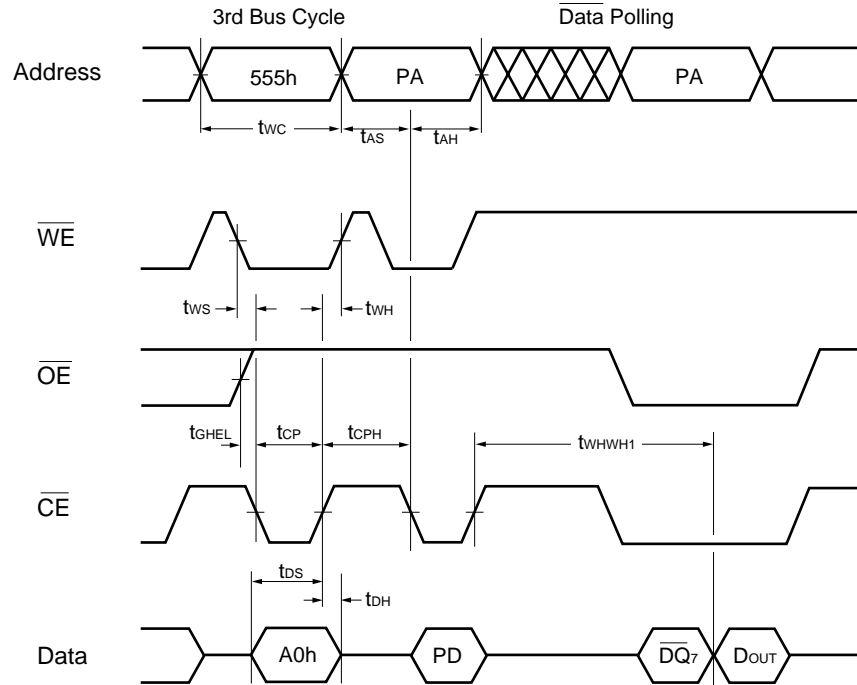 3rd Bus Cycle
Data Polling
Address
555h
PA
PA
tWC
tAS
tAH
WE
tWS
tWH
OE
tGHEL
tCP
tCPH
tWHWH1
CE
tDS
tDH
Data
A0h
PD
DQ7
DOUT